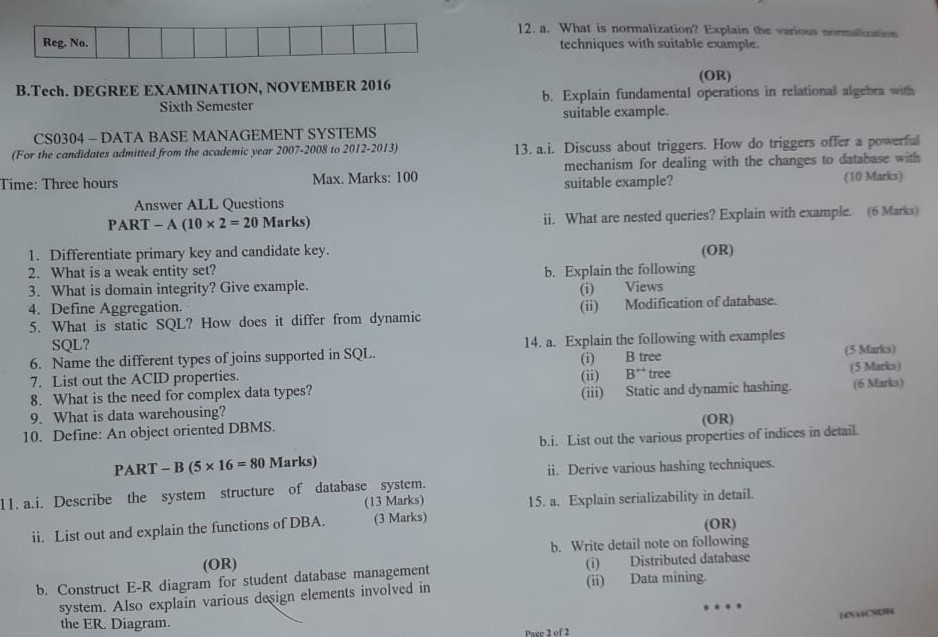 Reg. No.
B.Tech. DEGREE EXAMINATION, NOVEMBER 2016
Sixth Semester
CS0304 – DATA BASE MANAGEMENT SYSTEMS
(For the candidates admitted from the academic year 2007-2008 to 2012-2013)
Time: Three hours Max. Marks: 100
Answer ALL Questions
PART – A (10 × 2 = 20 Marks)
1. Differentiate primary key and candidate key.
2. What is a weak entity set?
3. What is domain integrity? Give example.
4. Define Aggregation.
5. What is static SQL? How does it differ from dynamic
SQL?
6. Name the different types of joins supported in SQL.
7. List out the ACID properties.
8. What is the need for complex data types?
9. What is data warehousing?
10. Define: An object oriented DBMS.
PART – B (5 × 16 = 80 Marks)
11. a.i. Describe the system structure of database system.
(13 Marks)
ii. List out and explain the functions of DBA. (3 Marks)
(OR)
b. Construct E-R diagram for student database management
system. Also explain various design elements involved in
the ER. Diagram.
12. a. What is normalization? Explain the various normalization
techniques with suitable example.
(OR)
b. Explain fundamental operations in relational algebra with
suitable example.
13. a.i. Discuss about triggers. How do triggers offer a powerful
mechanism for dealing with the changes to database with
suitable example? (10 Marks)
ii. What are nested queries? Explain with example. (6 Marks)
(OR)
b. Explain the following
(i) Views
(ii) Modification of database.
14. a. Explain the following with examples
(i) B tree (5 Marks)
(ii) B⁺⁺ tree (5 Marks)
(iii) Static and dynamic hashing. (6 Marks)
(OR)
b.i. List out the various properties of indices in detail.
ii. Derive various hashing techniques.
15. a. Explain serializability in detail.
(OR)
b. Write detail note on following
(i) Distributed database
(ii) Data mining.
* * * *
Page 2 of 2